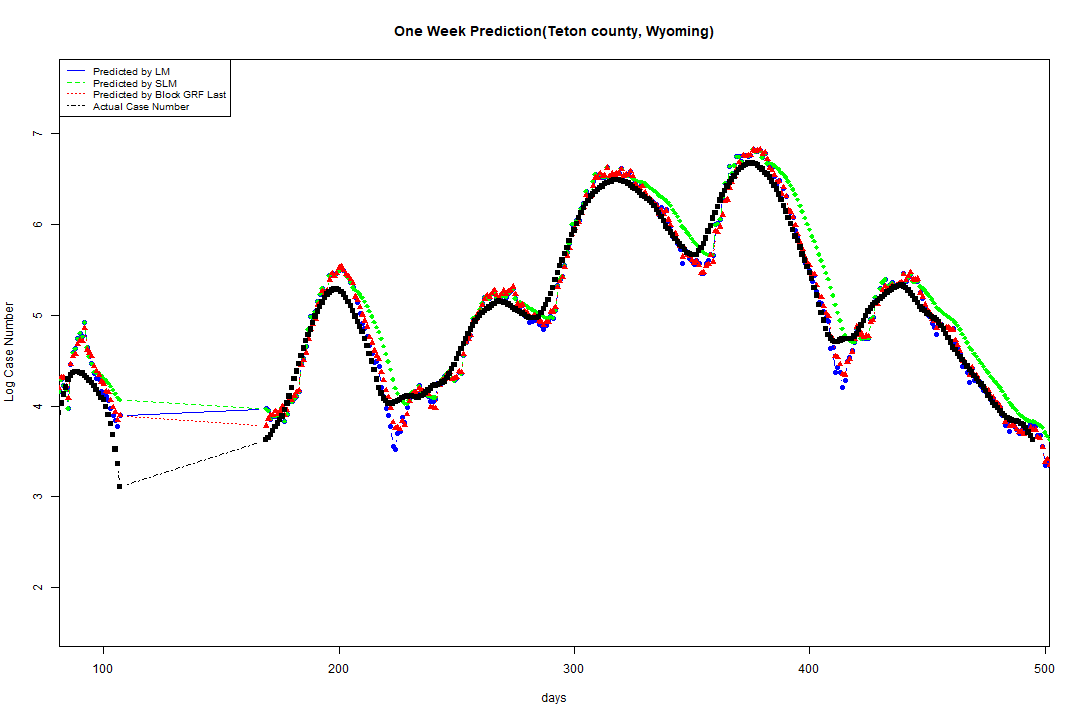 One Week Prediction(Teton county, Wyoming)
Predicted by LM
Predicted by SLM
Predicted by Block GRF Last
Actual Case Number
7
6
5
4
3
2
Log Case Number
100 200 300 400 500
days